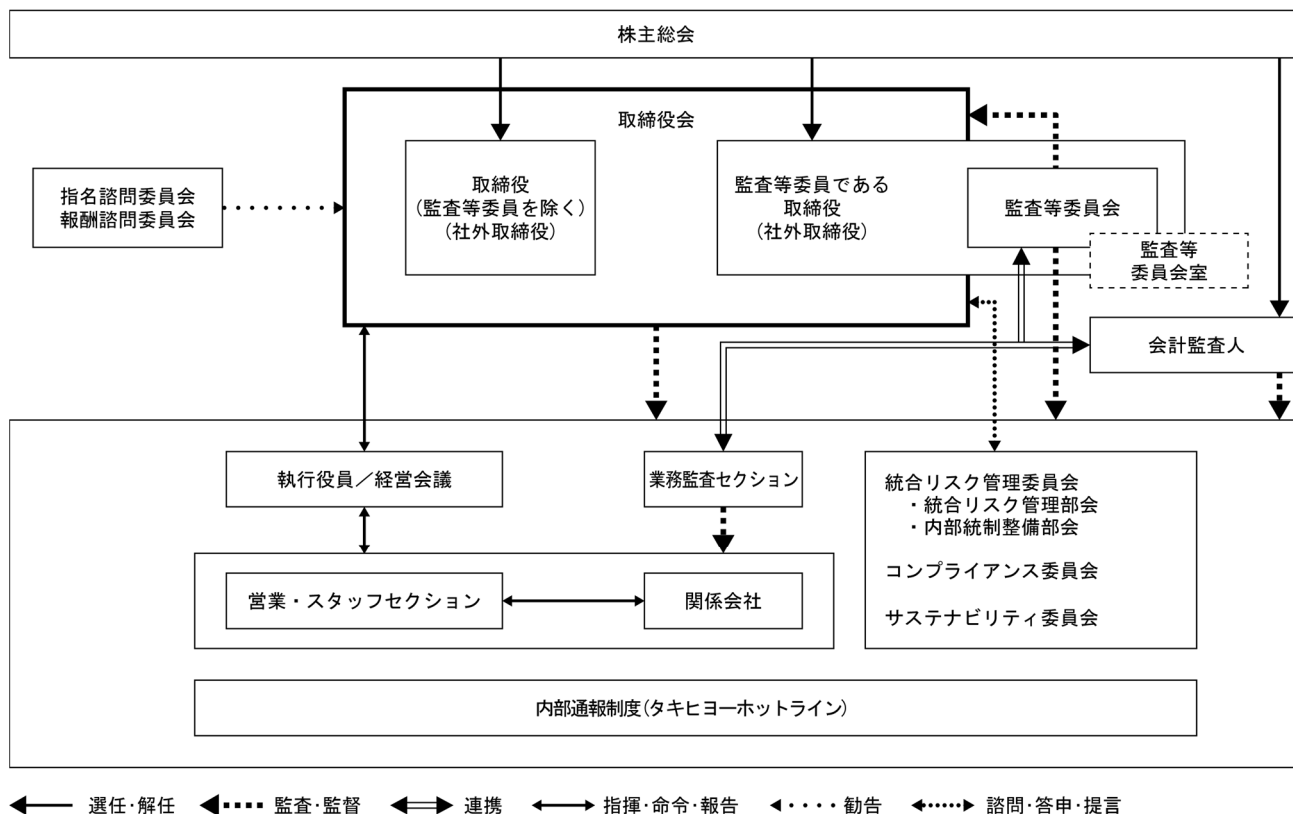 株主総会
取締役会
指名諮問委員会
報酬諮問委員会
取締役
(監査等委員を除く)
(社外取締役)
監査等委員である
取締役
(社外取締役)
監査等委員会
監査等
委員会室
会計監査人
執行役員／経営会議
業務監査セクション
統合リスク管理委員会
・統合リスク管理部会
・内部統制整備部会
コンプライアンス委員会
サステナビリティ委員会
営業・スタッフセクション
関係会社
内部通報制度(タキヒヨーホットライン)
選任・解任 監査・監督 連携 指揮・命令・報告 勧告 諮問・答申・提言